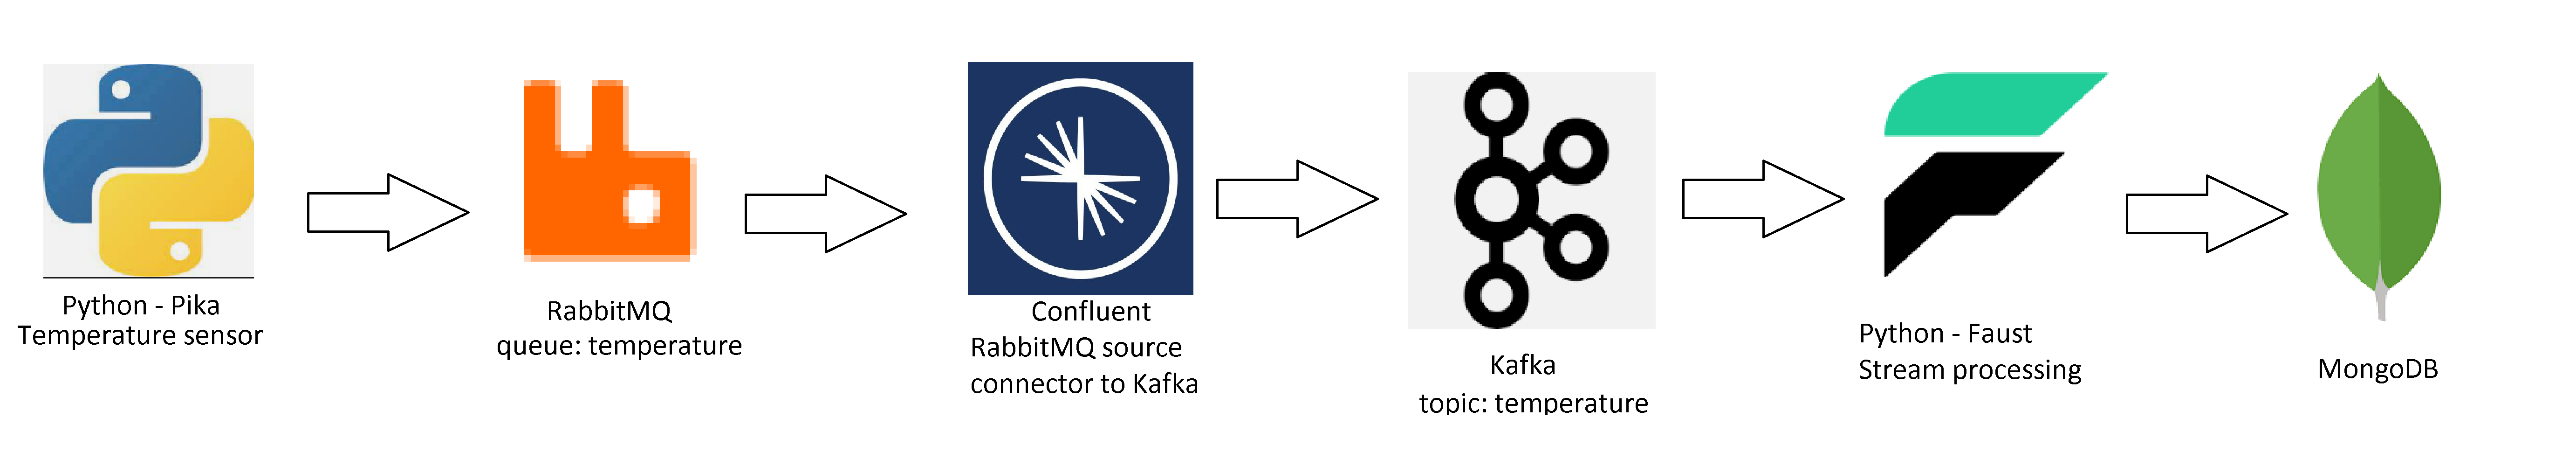 Python - Pika
Temperature sensor
RabbitMQ
queue: temperature
Confluent
RabbitMQ source
connector to Kafka
Kafka
topic: temperature
Python - Faust
Stream processing
MongoDB